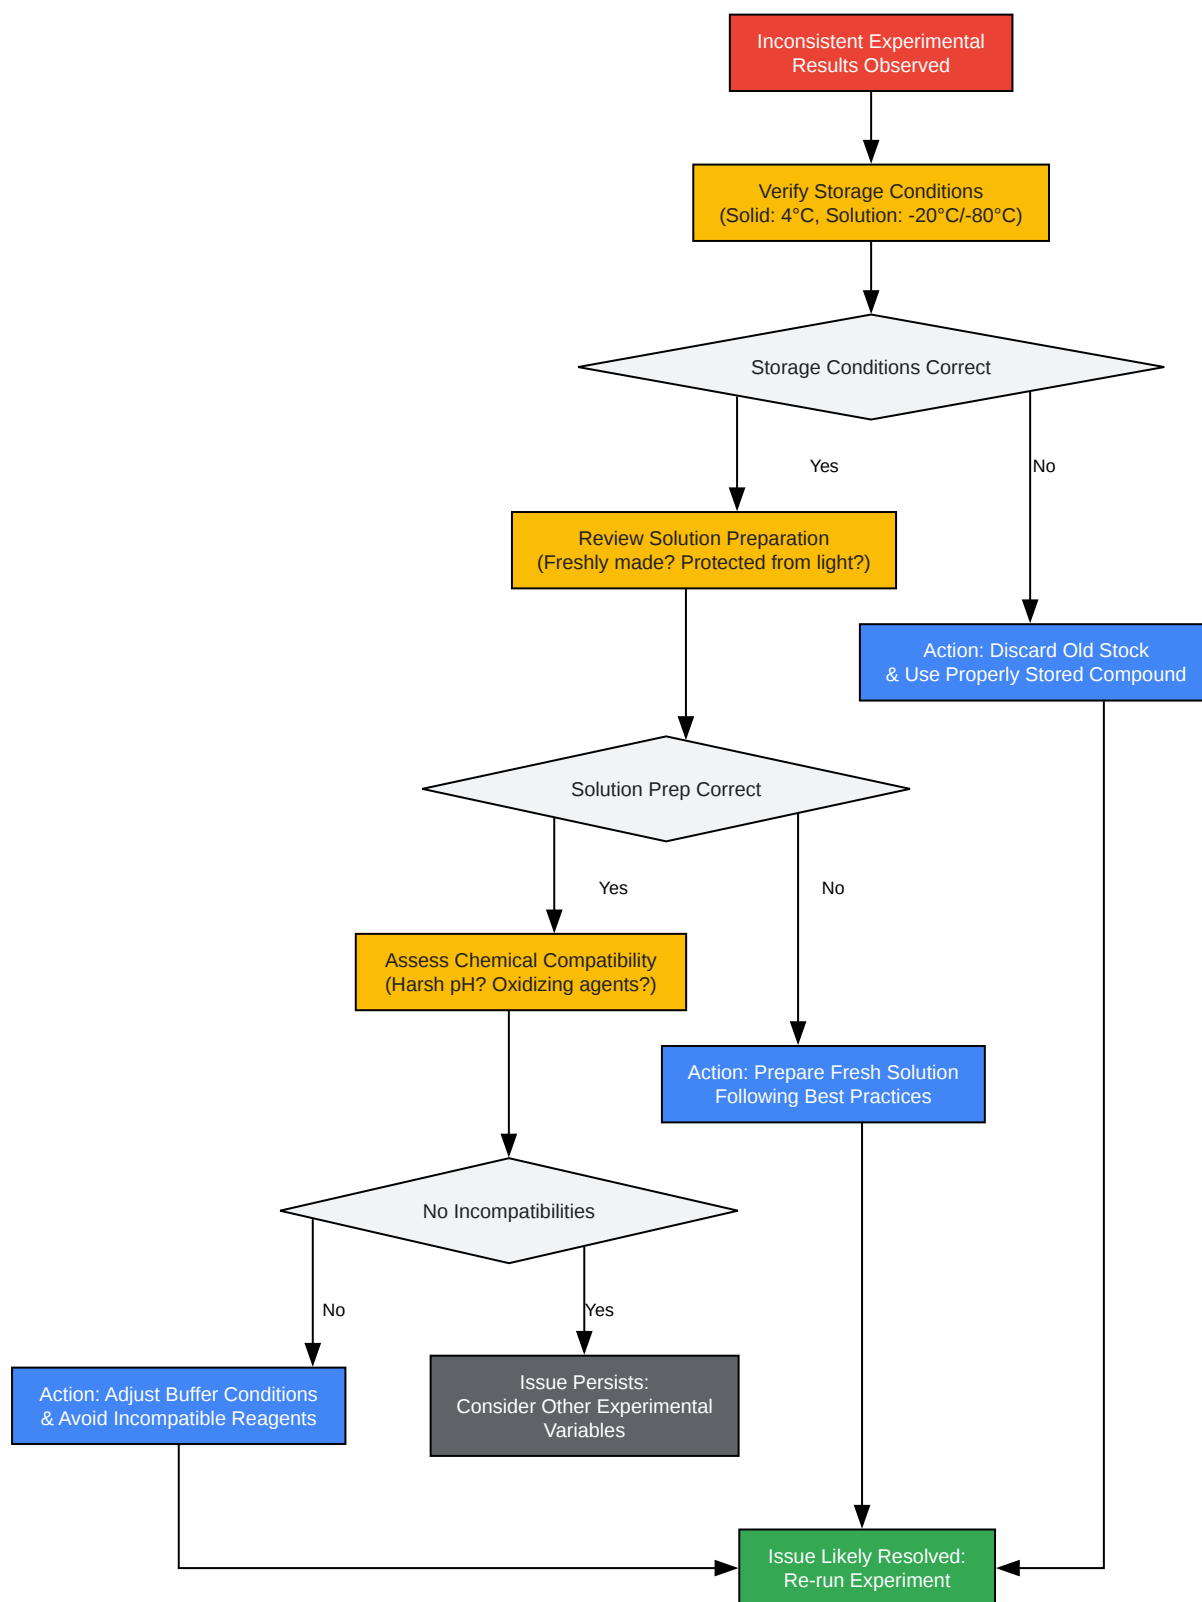 Inconsistent Experimental
Results Observed
Verify Storage Conditions
(Solid: 4°C, Solution: -20°C/-80°C)
Storage Conditions Correct
Yes
No
Review Solution Preparation
(Freshly made? Protected from light?)
Action: Discard Old Stock
& Use Properly Stored Compound
Solution Prep Correct
Yes
No
Assess Chemical Compatibility
(Harsh pH? Oxidizing agents?)
Action: Prepare Fresh Solution
Following Best Practices
No Incompatibilities
No
Yes
Action: Adjust Buffer Conditions
& Avoid Incompatible Reagents
Issue Persists:
Consider Other Experimental
Variables
Issue Likely Resolved:
Re-run Experiment